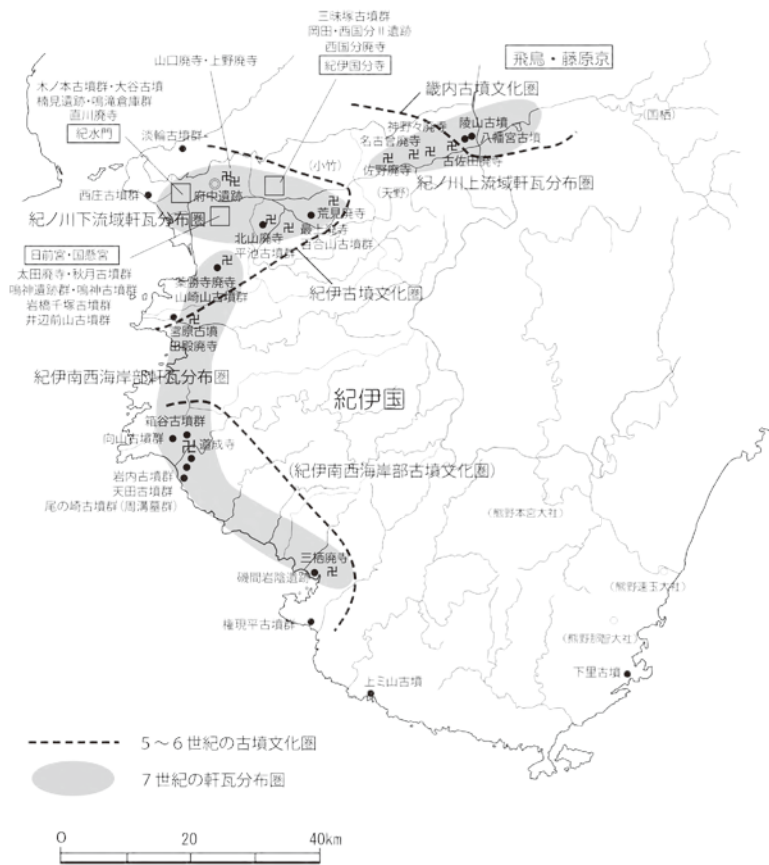 三昧塚古墳群
岡田・西国分Ⅱ遺跡
西国分廃寺
紀伊国分寺
山口廃寺・上野廃寺
飛鳥・藤原京
木ノ本古墳群・大谷古墳
楠見遺跡・鳴滝倉庫群
直川廃寺
紀水門
淡輪古墳群
畿内古墳文化圏
(国栖)
陵山古墳
八幡宮古墳
神野々廃寺
名古曾廃寺
佐野廃寺
古佐田廃寺
紀ノ川上流域軒瓦分布圏
(小竹)
(天野)
西庄古墳群
府中遺跡
紀ノ川下流域軒瓦分布圏
荒見廃寺
最上廃寺
百合山古墳群
北山廃寺
平池古墳群
日前宮・国懸宮
太田廃寺・秋月古墳群
鳴神遺跡群・鳴神古墳群
岩橋千塚古墳群
井辺前山古墳群
紀伊古墳文化圏
薬勝寺廃寺
山崎山古墳群
宮原古墳
田殿廃寺
紀伊南西海岸部軒瓦分布圏
紀伊国
箱谷古墳群
向山古墳群
道成寺
岩内古墳群
天田古墳群
尾の崎古墳群(周溝墓群)
(紀伊南西海岸部古墳文化圏)
(熊野本宮大社)
三栖廃寺
磯間岩陰遺跡
(熊野速玉大社)
権現平古墳群
(熊野那智大社)
下里古墳
上ミ山古墳
5~6世紀の古墳文化圏
7世紀の軒瓦分布圏
0 20 40km